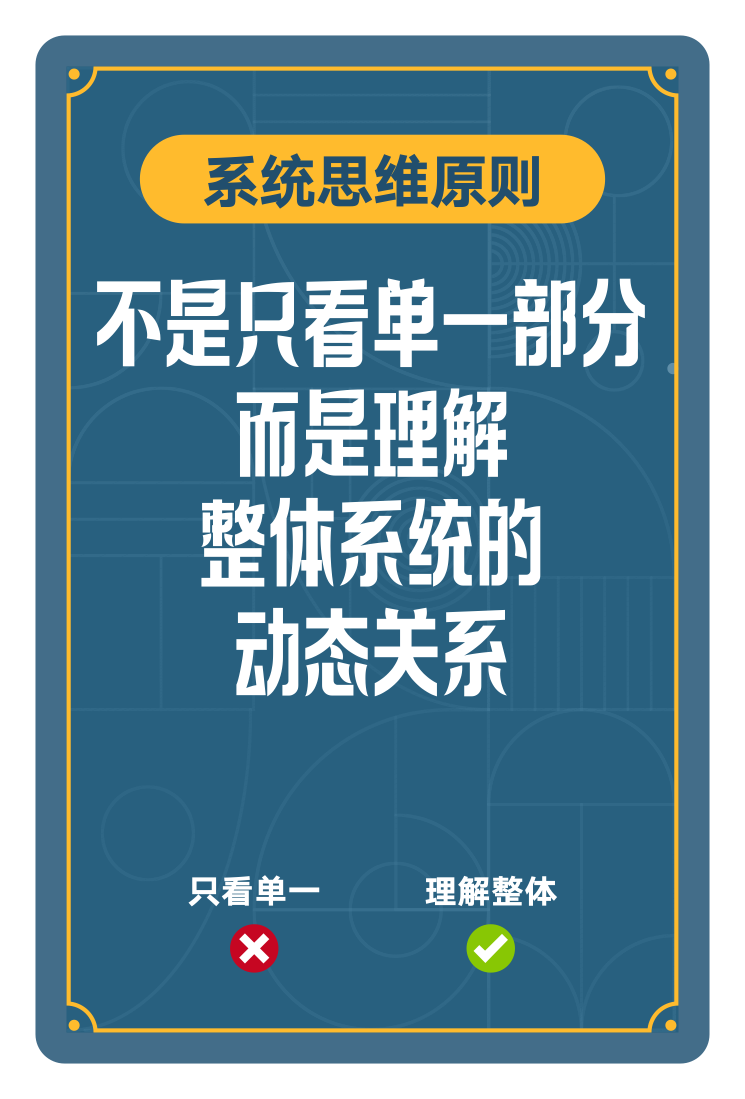 系统思维原则
不是只看单一部分
而是理解
整体系统的
动态关系
只看单一 理解整体